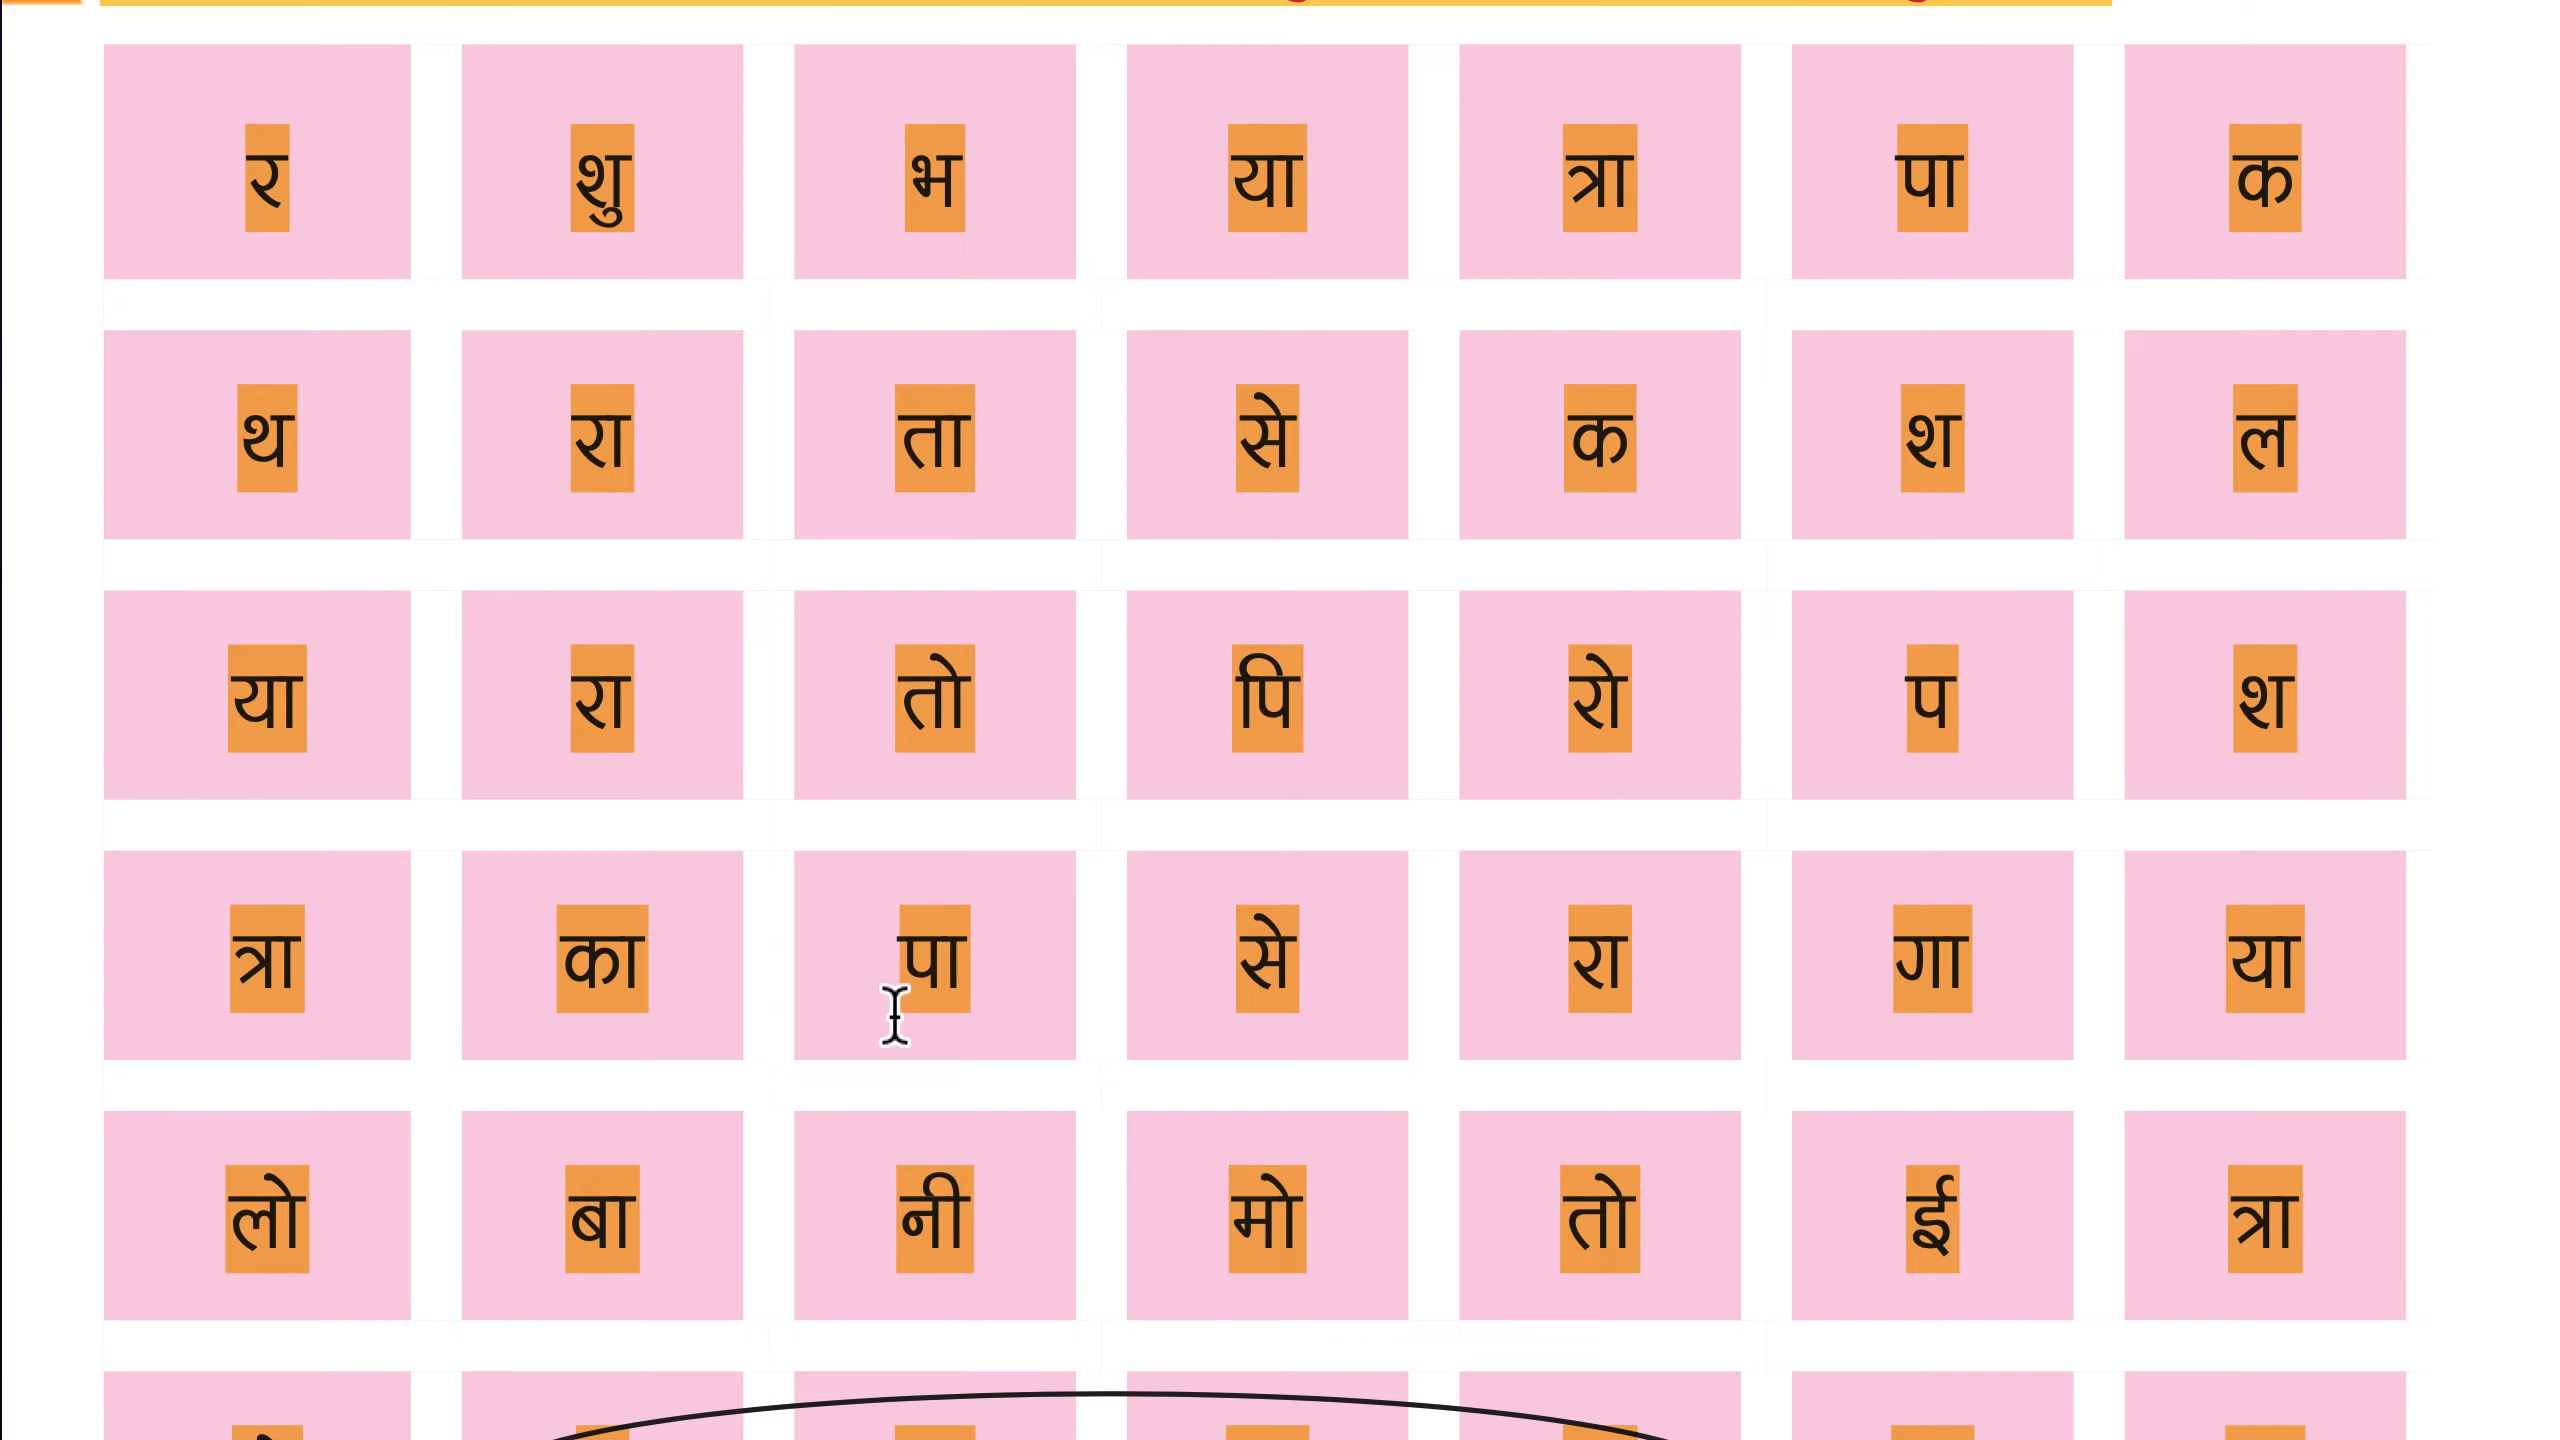 र शु भ या त्रा पा क
थ रा ता से क श ल
या रा तो पि रो प श
त्रा का पा से रा गा या
लो बा नी मो तो ई त्रा